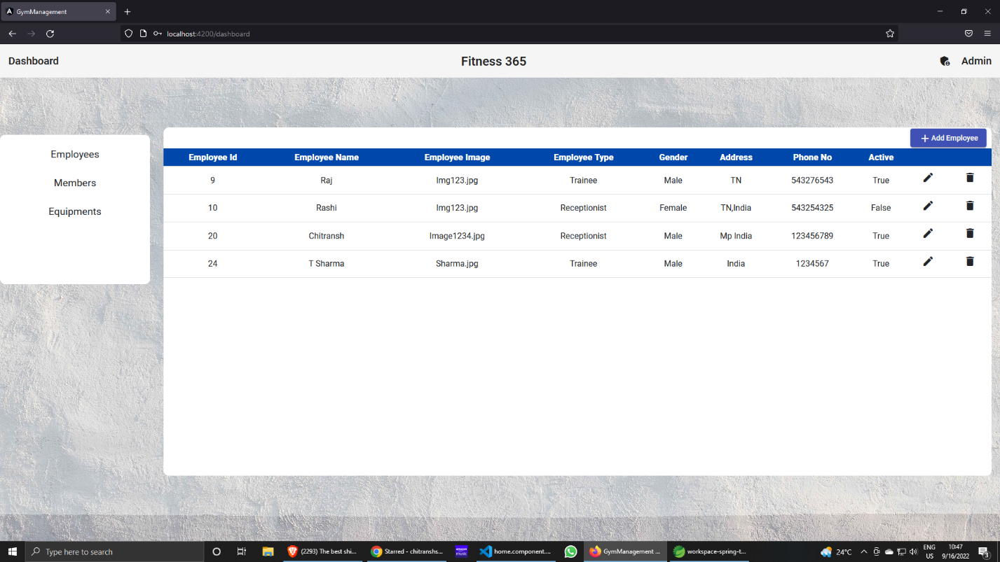 GymManagement
localhost:4200/dashboard
Dashboard
Fitness 365
Admin
Employees
Members
Equipments
Add Employee
Employee Id Employee Name Employee Image Employee Type Gender Address Phone No Active
9 Raj Img123.jpg Trainee Male TN 543276543 True
10 Rashi Img123.jpg Receptionist Female TN,India 543254325 False
20 Chitransh Image1234.jpg Receptionist Male Mp India 123456789 True
24 T Sharma Sharma.jpg Trainee Male India 1234567 True
Type here to search
(2293) The best shi...
Starred - chitranshs...
amazon music
home.component....
GymManagement ...
workspace-spring-t...
24°C
ENG
US
10:47
9/16/2022
3